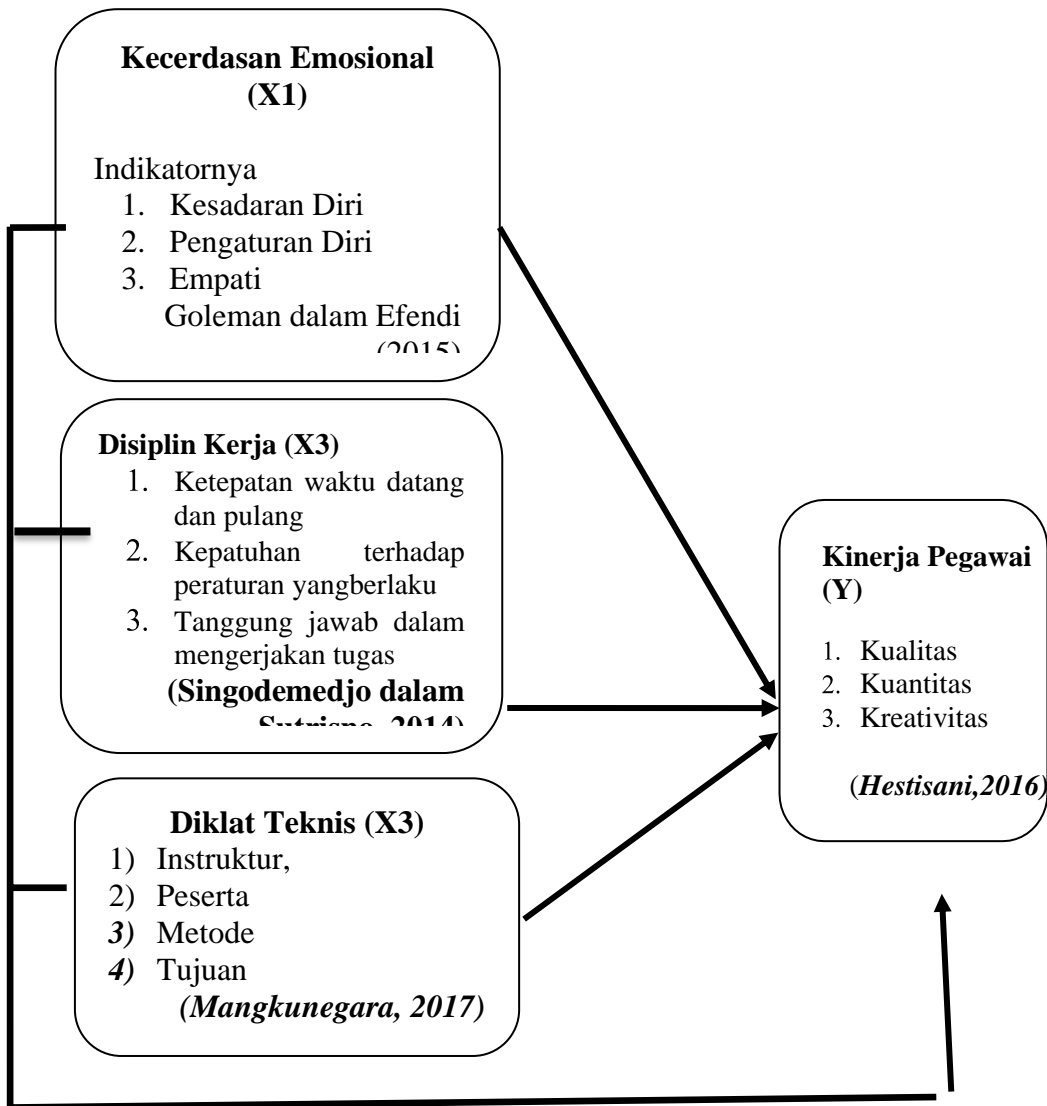 Kecerdasan Emosional
(X1)
Indikatornya
1. Kesadaran Diri
2. Pengaturan Diri
3. Empati
Goleman dalam Efendi
(2015)
Disiplin Kerja (X3)
1. Ketepatan waktu datang
dan pulang
2. Kepatuhan terhadap
peraturan yangberlaku
3. Tanggung jawab dalam
mengerjakan tugas
(Singodemedjo dalam
Sutrisno, 2014)
Diklat Teknis (X3)
1) Instruktur,
2) Peserta
3) Metode
4) Tujuan
(Mangkunegara, 2017)
Kinerja Pegawai
(Y)
1. Kualitas
2. Kuantitas
3. Kreativitas
(Hestisani,2016)